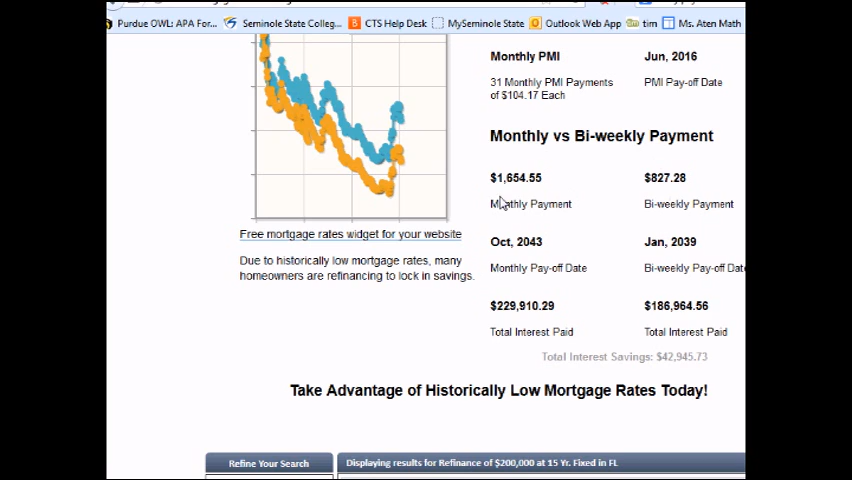 Purdue OWL: APA For... Seminole State Colleg... CTS Help Desk MySeminole State Outlook Web App tim Ms. Aten Math
Monthly PMI Jun, 2016
31 Monthly PMI Payments PMI Pay-off Date
of $104.17 Each
Monthly vs Bi-weekly Payment
$1,654.55 $827.28
Monthly Payment Bi-weekly Payment
Oct, 2043 Jan, 2039
Monthly Pay-off Date Bi-weekly Pay-off Dat
$229,910.29 $186,964.56
Total Interest Paid Total Interest Paid
Total Interest Savings: $42,945.73
Free mortgage rates widget for your website
Due to historically low mortgage rates, many
homeowners are refinancing to lock in savings.
Take Advantage of Historically Low Mortgage Rates Today!
Refine Your Search Displaying results for Refinance of $200,000 at 15 Yr. Fixed in FL